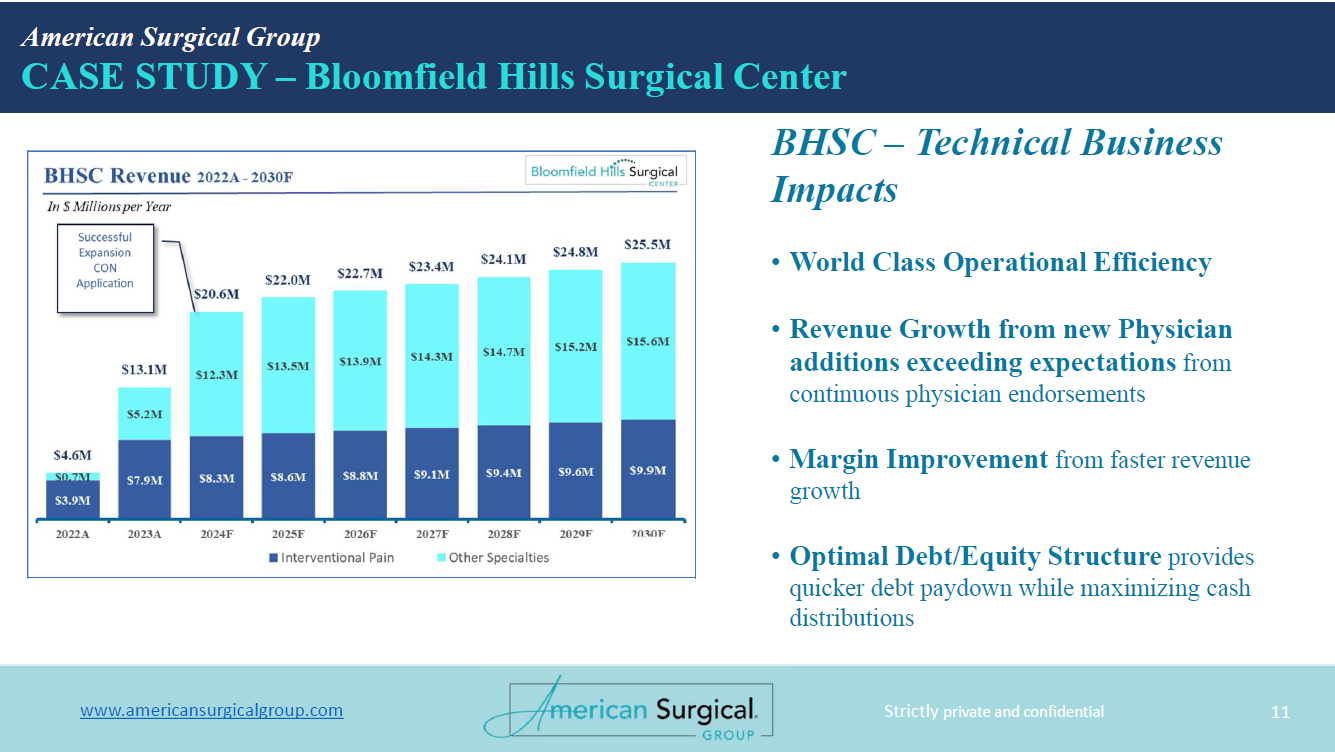 American Surgical Group
CASE STUDY – Bloomfield Hills Surgical Center
BHSC Revenue 2022A - 2030F
Bloomfield Hills Surgical
CENTER
In $ Millions per Year
Successful
Expansion
CON
Application
$4.6M
$13.1M
$20.6M
$22.0M
$22.7M
$23.4M
$24.1M
$24.8M
$25.5M
$0.7M
$5.2M
$12.3M
$13.5M
$13.9M
$14.3M
$14.7M
$15.2M
$15.6M
$3.9M
$7.9M
$8.3M
$8.6M
$8.8M
$9.1M
$9.4M
$9.6M
$9.9M
2022A 2023A 2024F 2025F 2026F 2027F 2028F 2029F 2030F
Interventional Pain Other Specialties
BHSC – Technical Business
Impacts
• World Class Operational Efficiency
• Revenue Growth from new Physician
additions exceeding expectations from
continuous physician endorsements
• Margin Improvement from faster revenue
growth
• Optimal Debt/Equity Structure provides
quicker debt paydown while maximizing cash
distributions
www.americansurgicalgroup.com
American Surgical.
GROUP
Strictly private and confidential
11